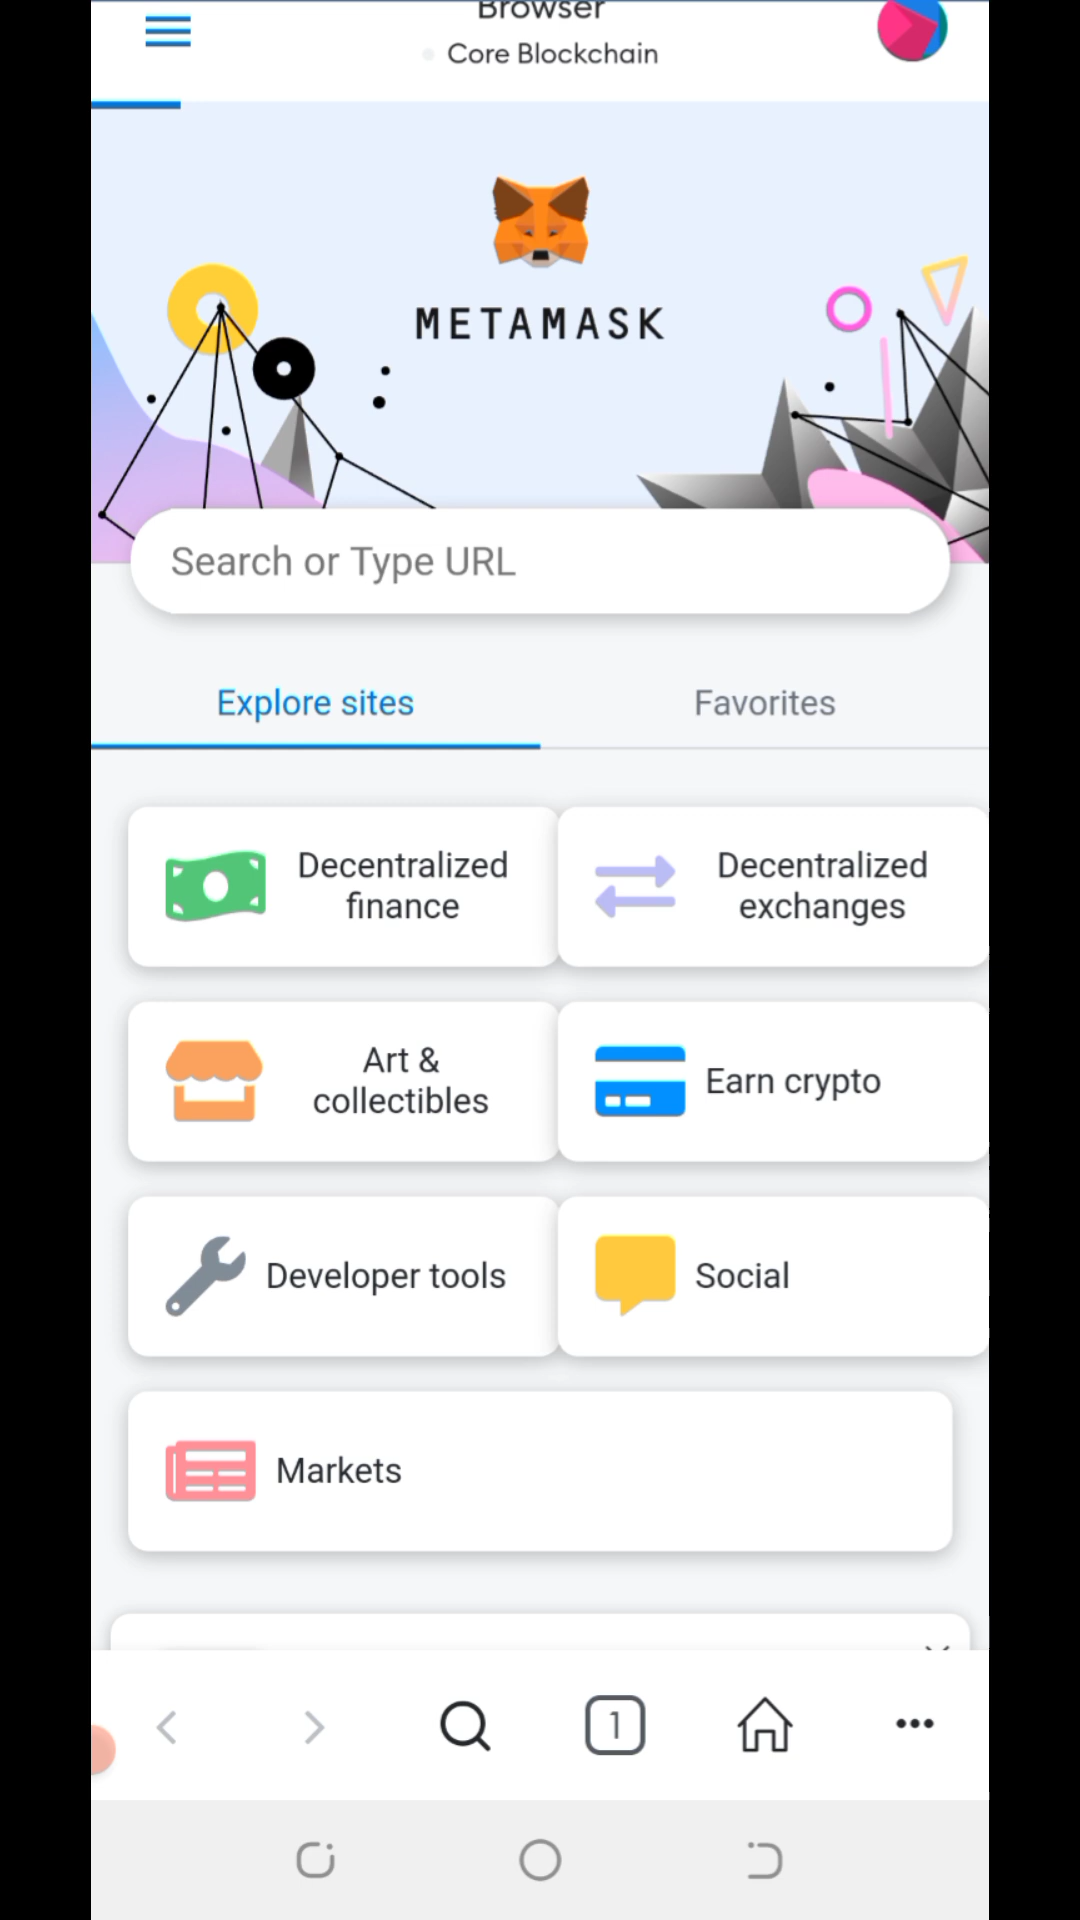 Browser
Core Blockchain
METAMASK
Search or Type URL
Explore sites
Favorites
Decentralized
finance
Decentralized
exchanges
Art &
collectibles
Earn crypto
Developer tools
Social
Markets
1